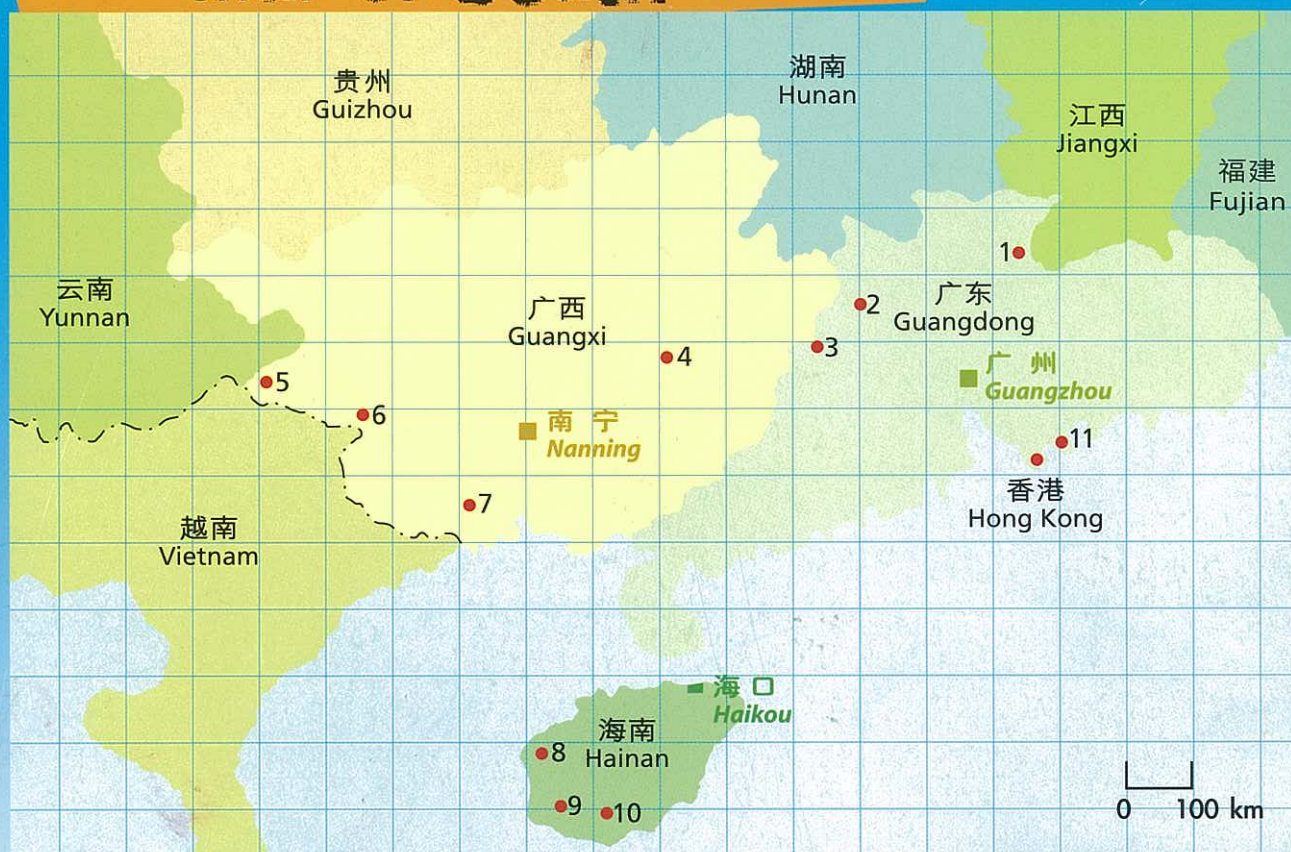 贵州
Guizhou
湖南
Hunan
江西
Jiangxi
福建
Fujian
云南
Yunnan
广西
Guangxi
广东
Guangdong
1
2
3
4
5
6
7
广州
Guangzhou
南宁
Nanning
11
香港
Hong Kong
越南
Vietnam
海口
Haikou
海南
Hainan
8
9
10
0 100 km